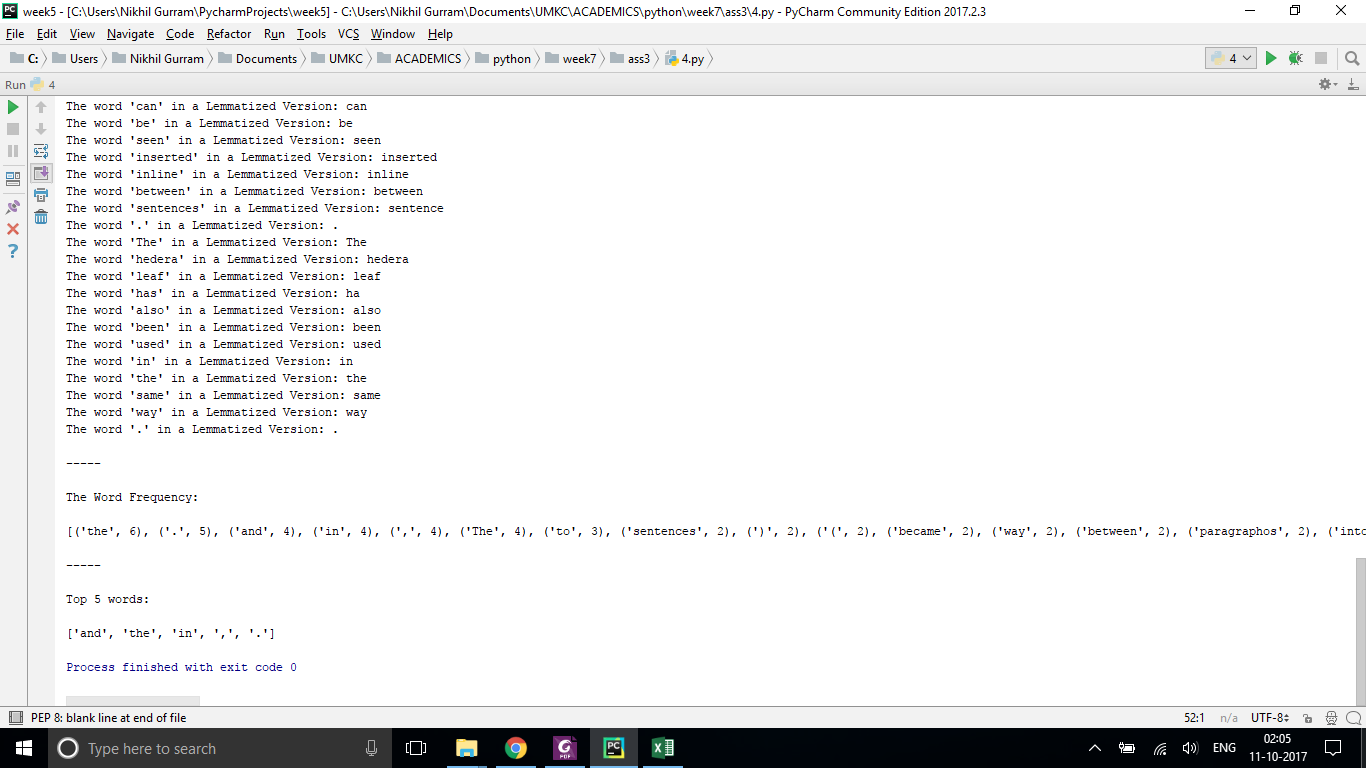 week5 - [C:\Users\Nikhil Gurram\PycharmProjects\week5] - C:\Users\Nikhil Gurram\Documents\UMKC\ACADEMICS\python\week7\ass3\4.py - PyCharm Community Edition 2017.2.3
File Edit View Navigate Code Refactor Run Tools VCS Window Help
C: Users Nikhil Gurram Documents UMKC ACADEMICS python week7 ass3 4.py 4
Run 4
The word 'can' in a Lemmatized Version: can
The word 'be' in a Lemmatized Version: be
The word 'seen' in a Lemmatized Version: seen
The word 'inserted' in a Lemmatized Version: inserted
The word 'inline' in a Lemmatized Version: inline
The word 'between' in a Lemmatized Version: between
The word 'sentences' in a Lemmatized Version: sentence
The word '.' in a Lemmatized Version: .
The word 'The' in a Lemmatized Version: The
The word 'hedera' in a Lemmatized Version: hedera
The word 'leaf' in a Lemmatized Version: leaf
The word 'has' in a Lemmatized Version: ha
The word 'also' in a Lemmatized Version: also
The word 'been' in a Lemmatized Version: been
The word 'used' in a Lemmatized Version: used
The word 'in' in a Lemmatized Version: in
The word 'the' in a Lemmatized Version: the
The word 'same' in a Lemmatized Version: same
The word 'way' in a Lemmatized Version: way
The word '.' in a Lemmatized Version: .
-----
The Word Frequency:
[('the', 6), ('.', 5), ('and', 4), ('in', 4), (',', 4), ('The', 4), ('to', 3), ('sentences', 2), (')', 2), ('(', 2), ('became', 2), ('way', 2), ('between', 2), ('paragraphos', 2), ('into
-----
Top 5 words:
['and', 'the', 'in', ',', '.']
Process finished with exit code 0
PEP 8: blank line at end of file 52:1 n/a UTF-8
Type here to search ENG 02:05
11-10-2017